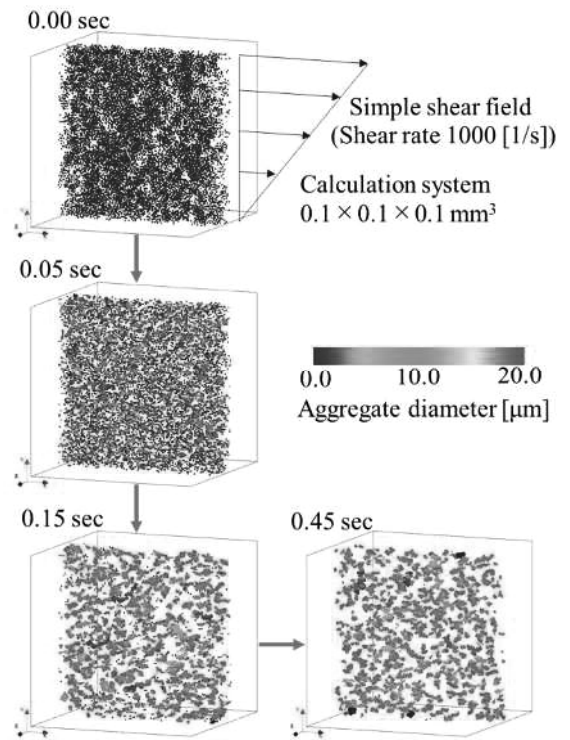 0.00 sec
Simple shear field
(Shear rate 1000 [1/s])
Calculation system
0.1 × 0.1 × 0.1 mm³
0.05 sec
0.0 10.0 20.0
Aggregate diameter [μm]
0.15 sec
0.45 sec